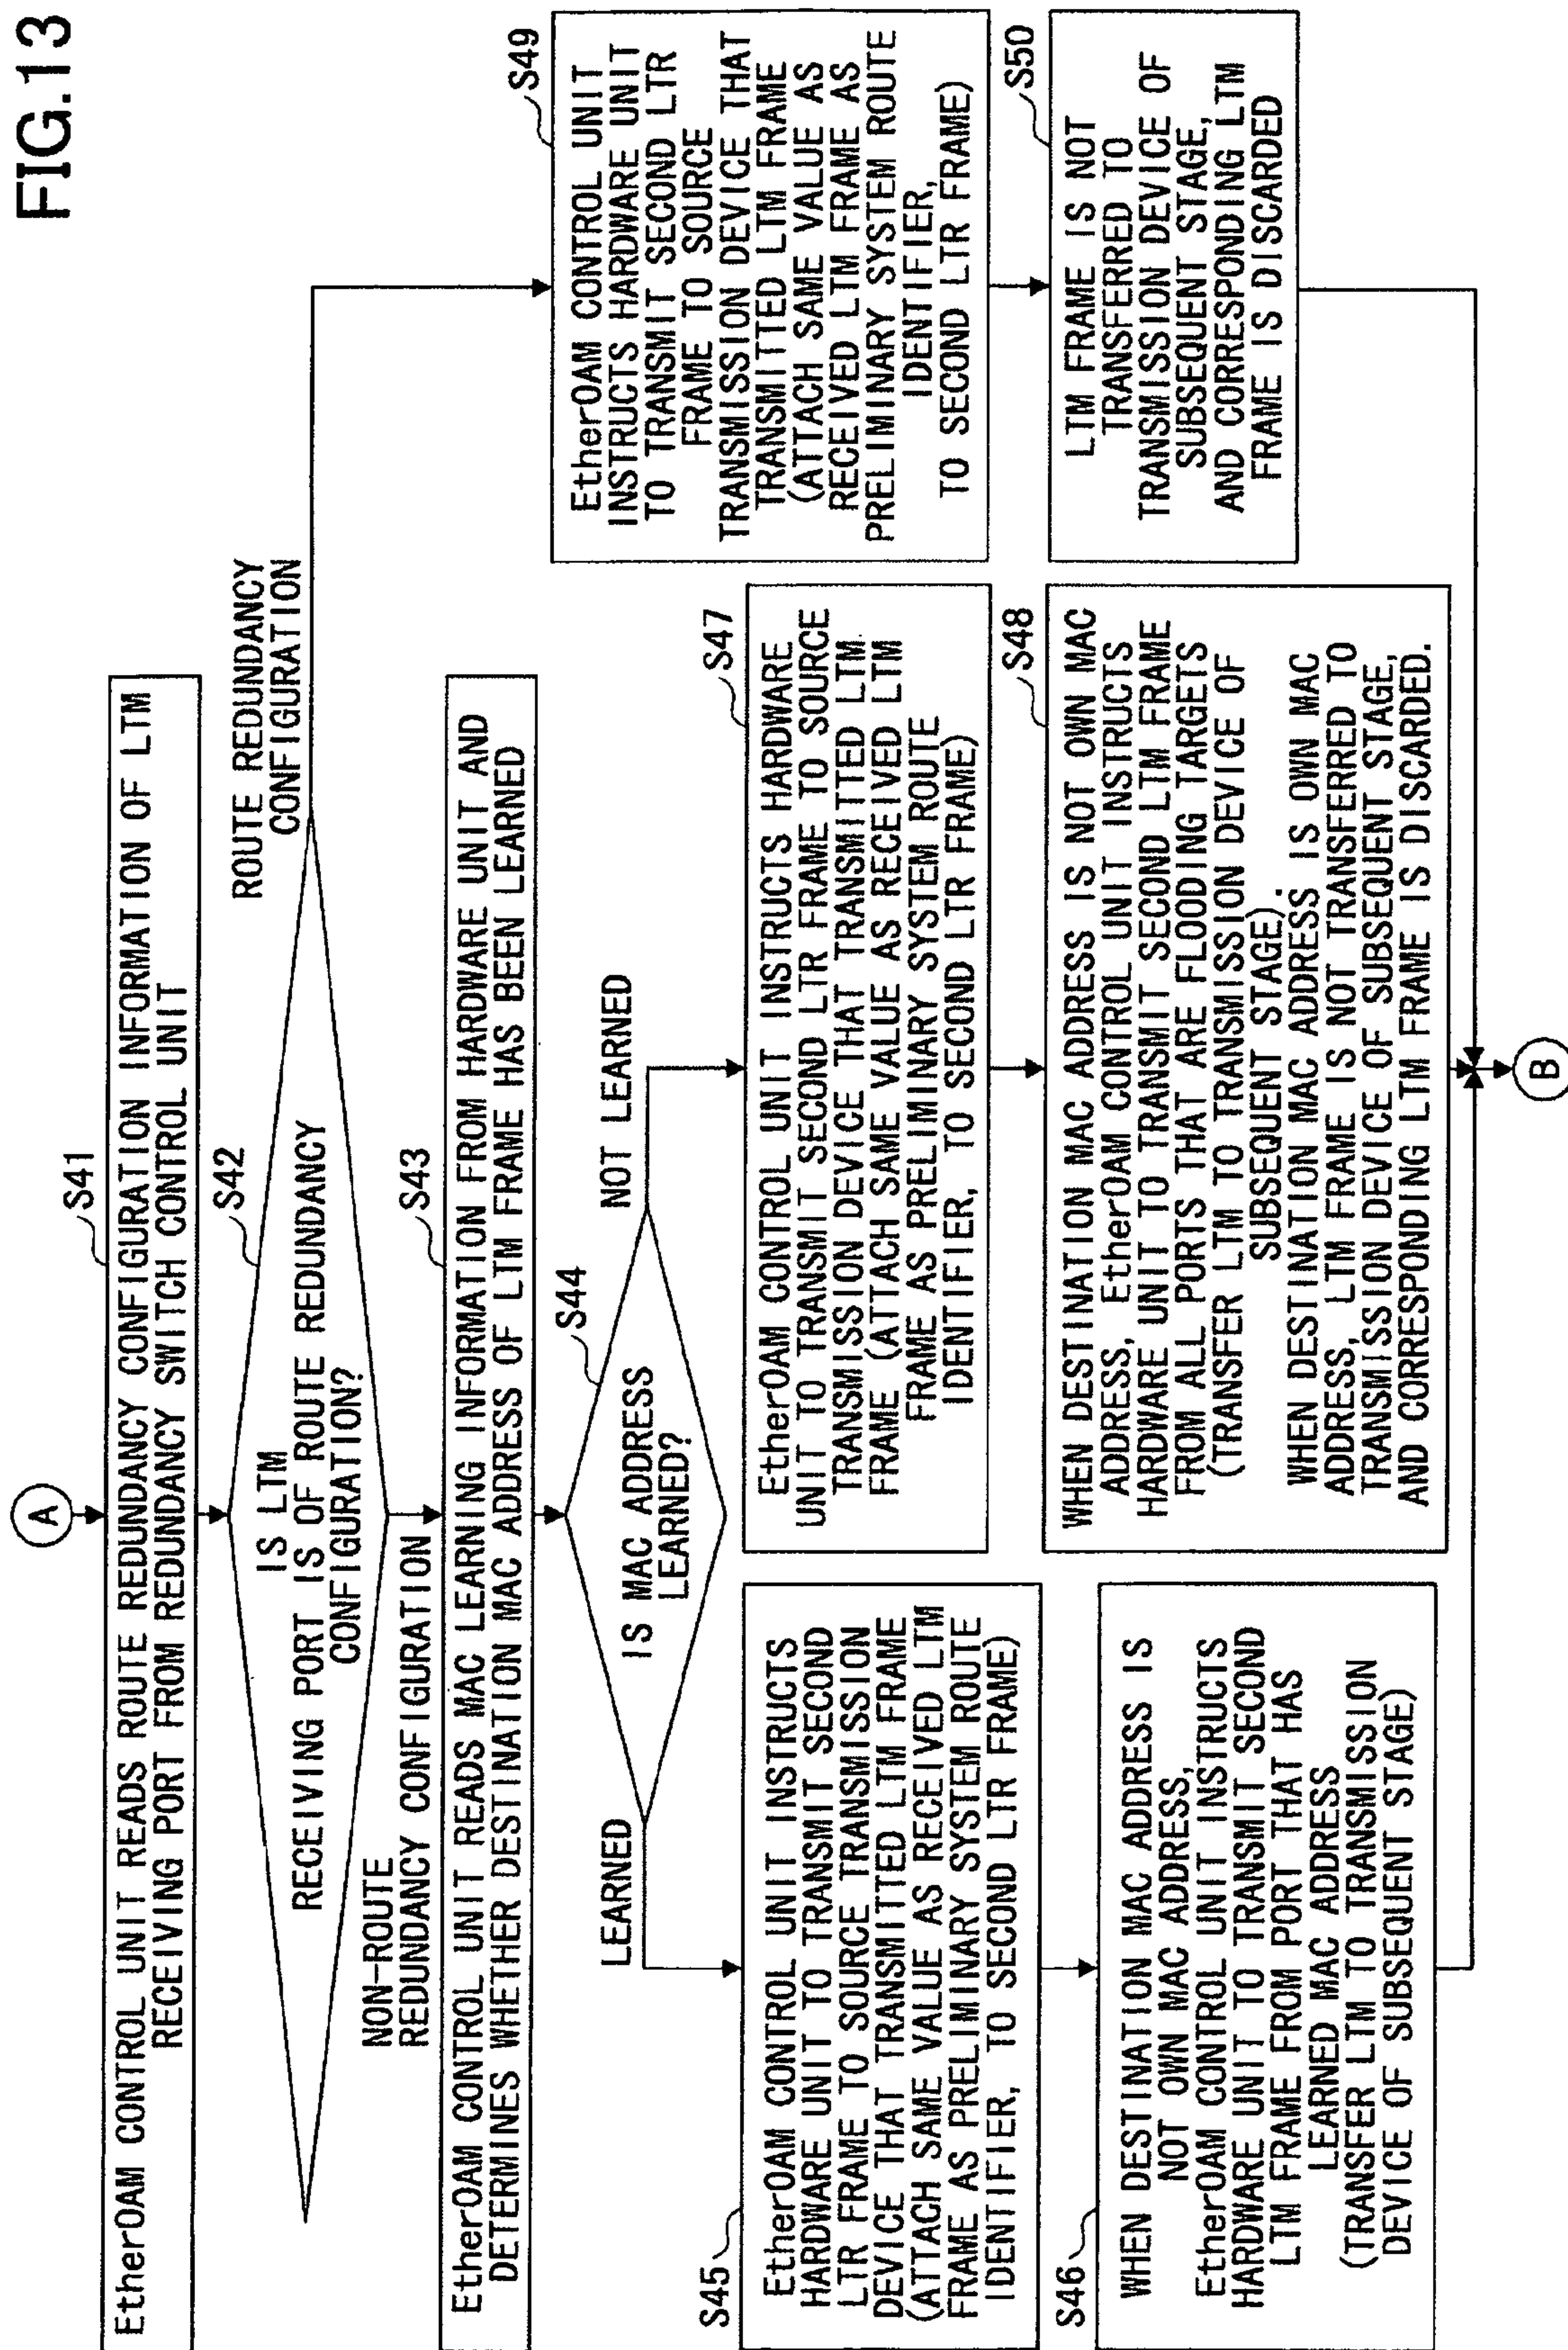 FIG.13
A
S41
EtherOAM CONTROL UNIT READS ROUTE REDUNDANCY CONFIGURATION INFORMATION OF LTM
RECEIVING PORT FROM REDUNDANCY SWITCH CONTROL UNIT
S42
IS LTM
RECEIVING PORT IS OF ROUTE REDUNDANCY
CONFIGURATION?
ROUTE REDUNDANCY
CONFIGURATION
NON-ROUTE
REDUNDANCY CONFIGURATION
S43
EtherOAM CONTROL UNIT READS MAC LEARNING INFORMATION FROM HARDWARE UNIT AND
DETERMINES WHETHER DESTINATION MAC ADDRESS OF LTM FRAME HAS BEEN LEARNED
S44
IS MAC ADDRESS
LEARNED?
LEARNED
NOT LEARNED
S45
EtherOAM CONTROL UNIT INSTRUCTS
HARDWARE UNIT TO TRANSMIT SECOND
LTR FRAME TO SOURCE TRANSMISSION
DEVICE THAT TRANSMITTED LTM FRAME
(ATTACH SAME VALUE AS RECEIVED LTM
FRAME AS PRELIMINARY SYSTEM ROUTE
IDENTIFIER, TO SECOND LTR FRAME)
S46
WHEN DESTINATION MAC ADDRESS IS
NOT OWN MAC ADDRESS,
EtherOAM CONTROL UNIT INSTRUCTS
HARDWARE UNIT TO TRANSMIT SECOND
LTM FRAME FROM PORT THAT HAS
LEARNED MAC ADDRESS
(TRANSFER LTM TO TRANSMISSION
DEVICE OF SUBSEQUENT STAGE)
S47
EtherOAM CONTROL UNIT INSTRUCTS HARDWARE
UNIT TO TRANSMIT SECOND LTR FRAME TO SOURCE
TRANSMISSION DEVICE THAT TRANSMITTED LTM
FRAME (ATTACH SAME VALUE AS RECEIVED LTM
FRAME AS PRELIMINARY SYSTEM ROUTE
IDENTIFIER, TO SECOND LTR FRAME)
S48
WHEN DESTINATION MAC ADDRESS IS NOT OWN MAC
ADDRESS, EtherOAM CONTROL UNIT INSTRUCTS
HARDWARE UNIT TO TRANSMIT SECOND LTM FRAME
FROM ALL PORTS THAT ARE FLOODING TARGETS
(TRANSFER LTM TO TRANSMISSION DEVICE OF
SUBSEQUENT STAGE).
WHEN DESTINATION MAC ADDRESS IS OWN MAC
ADDRESS, LTM FRAME IS NOT TRANSFERRED TO
TRANSMISSION DEVICE OF SUBSEQUENT STAGE,
AND CORRESPONDING LTM FRAME IS DISCARDED.
S49
EtherOAM CONTROL UNIT
INSTRUCTS HARDWARE UNIT
TO TRANSMIT SECOND LTR
FRAME TO SOURCE
TRANSMISSION DEVICE THAT
TRANSMITTED LTM FRAME
(ATTACH SAME VALUE AS
RECEIVED LTM FRAME AS
PRELIMINARY SYSTEM ROUTE
IDENTIFIER,
TO SECOND LTR FRAME)
S50
LTM FRAME IS NOT
TRANSFERRED TO
TRANSMISSION DEVICE OF
SUBSEQUENT STAGE,
AND CORRESPONDING LTM
FRAME IS DISCARDED
B